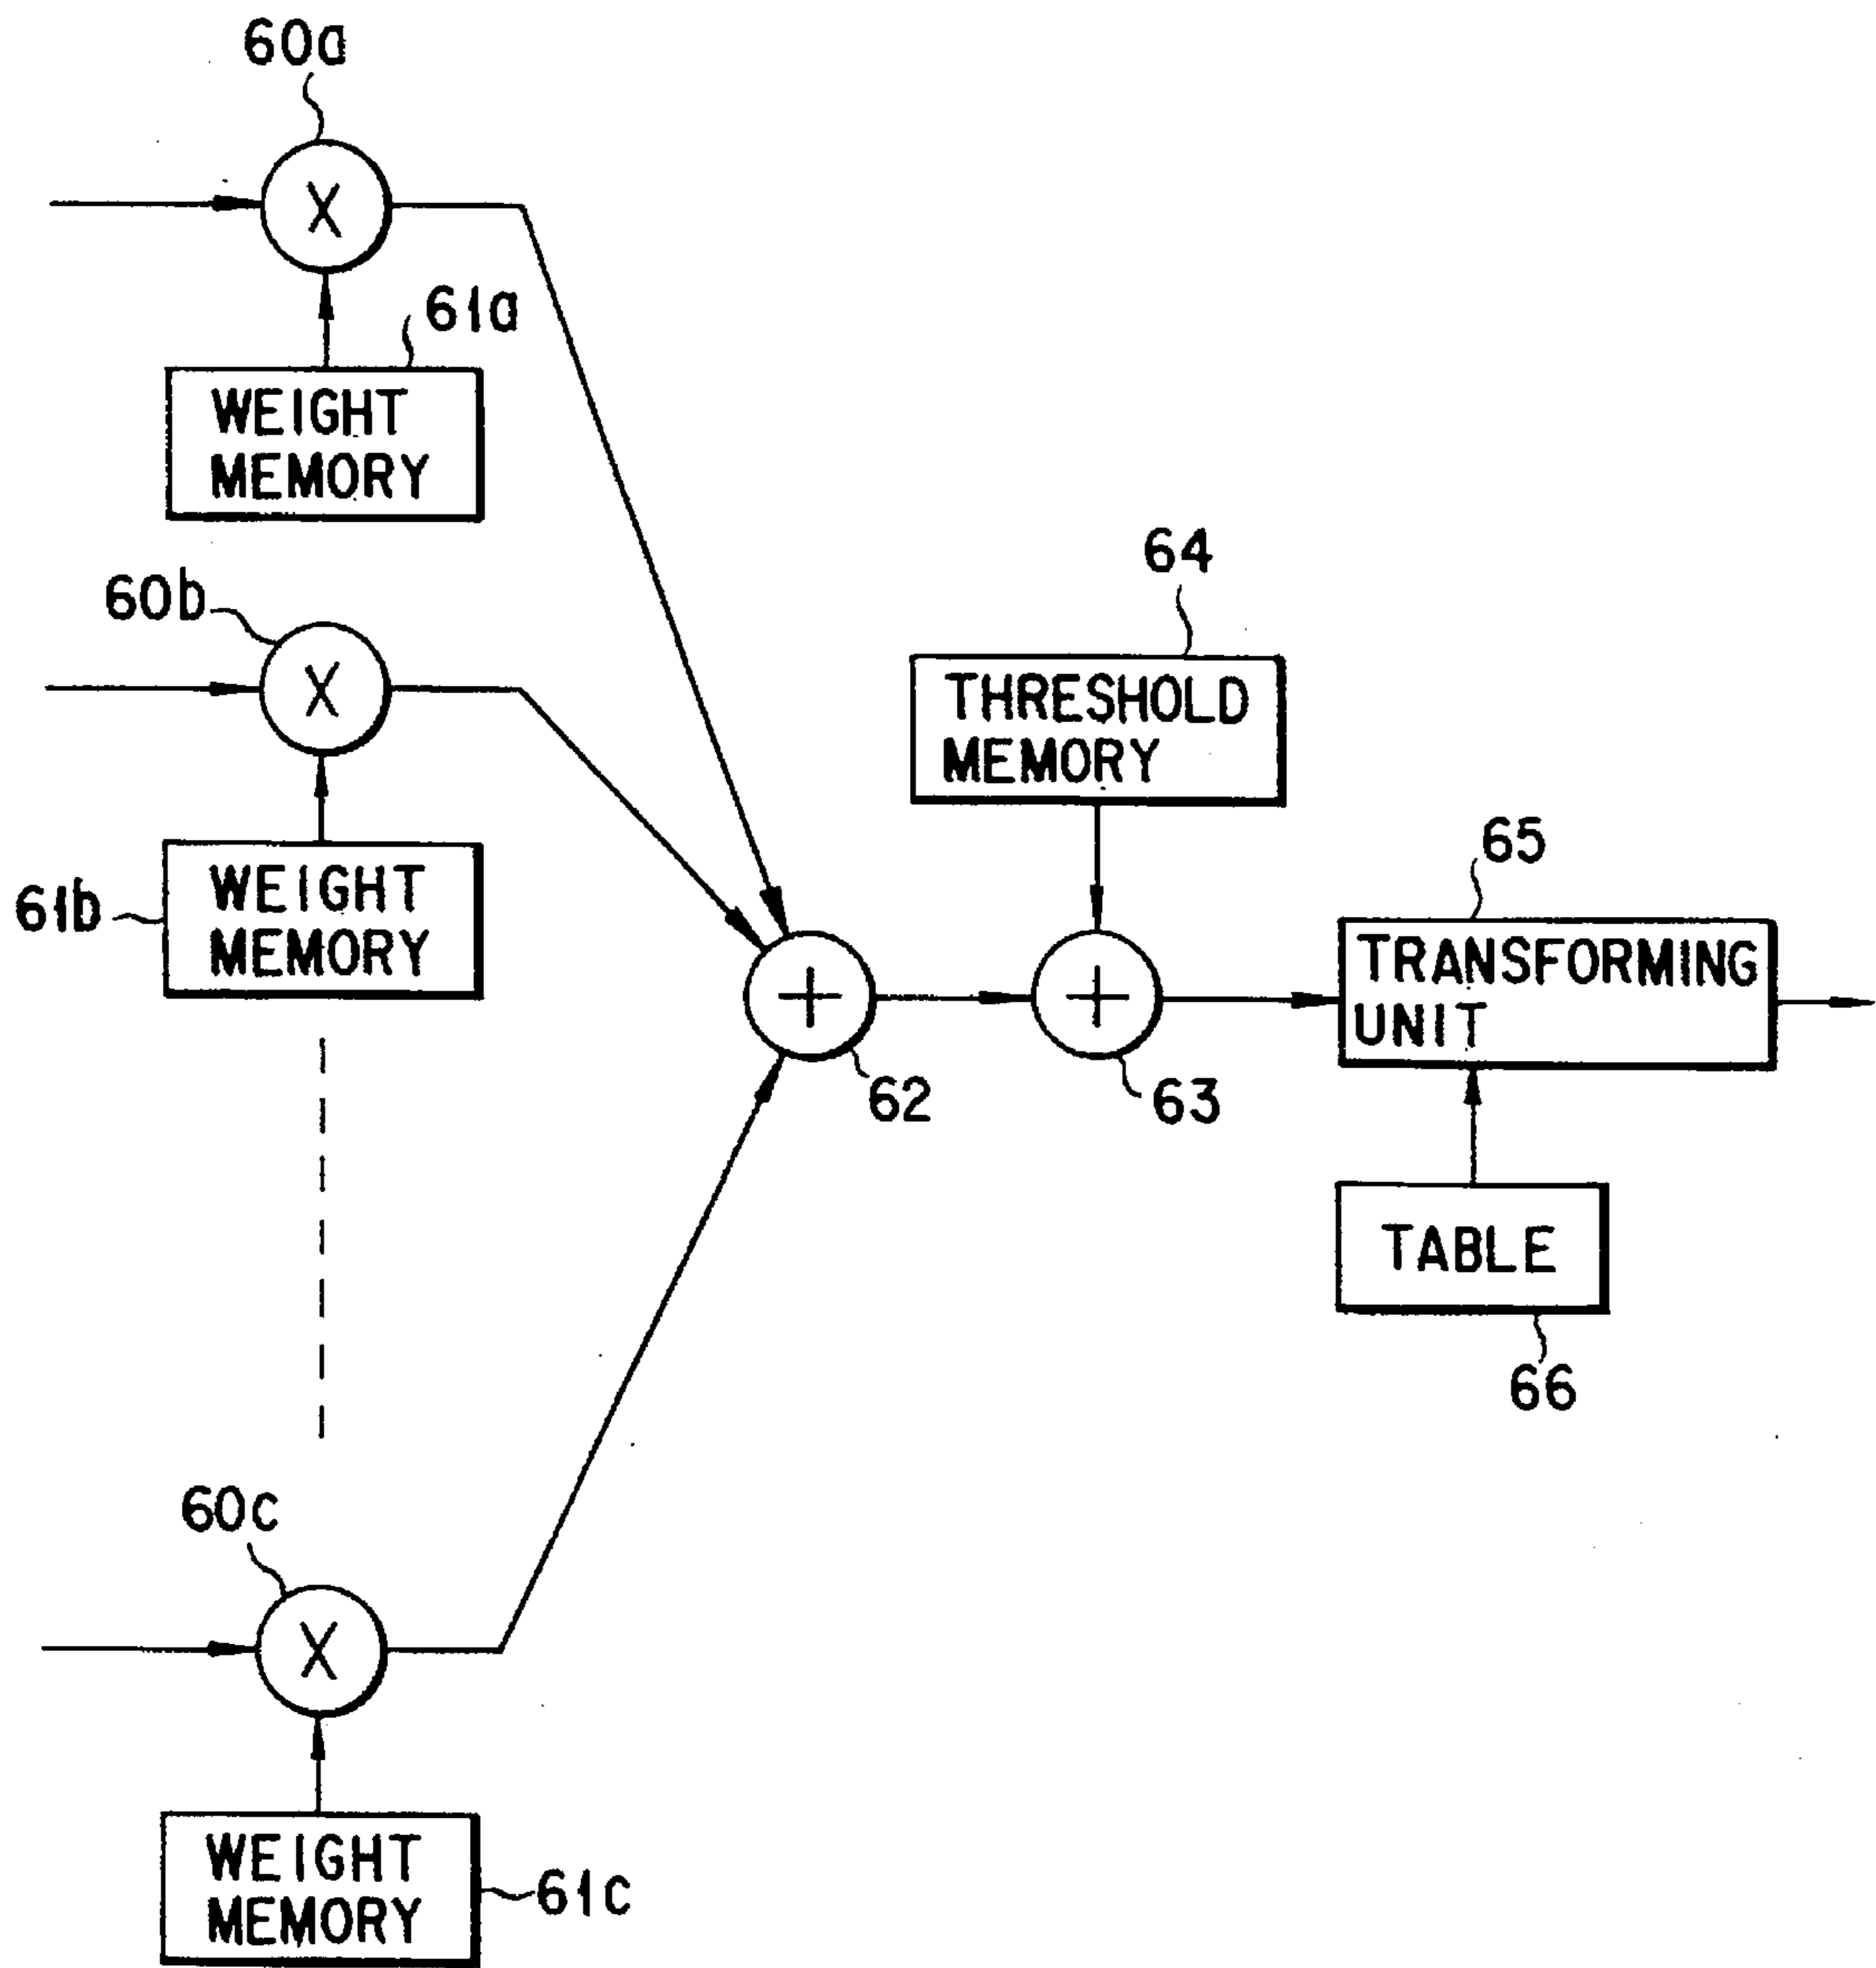 60a
X
61a
WEIGHT
MEMORY
60b
X
61b
WEIGHT
MEMORY
64
THRESHOLD
MEMORY
+
62
+
63
65
TRANSFORMING
UNIT
TABLE
66
60c
X
WEIGHT
MEMORY
61c